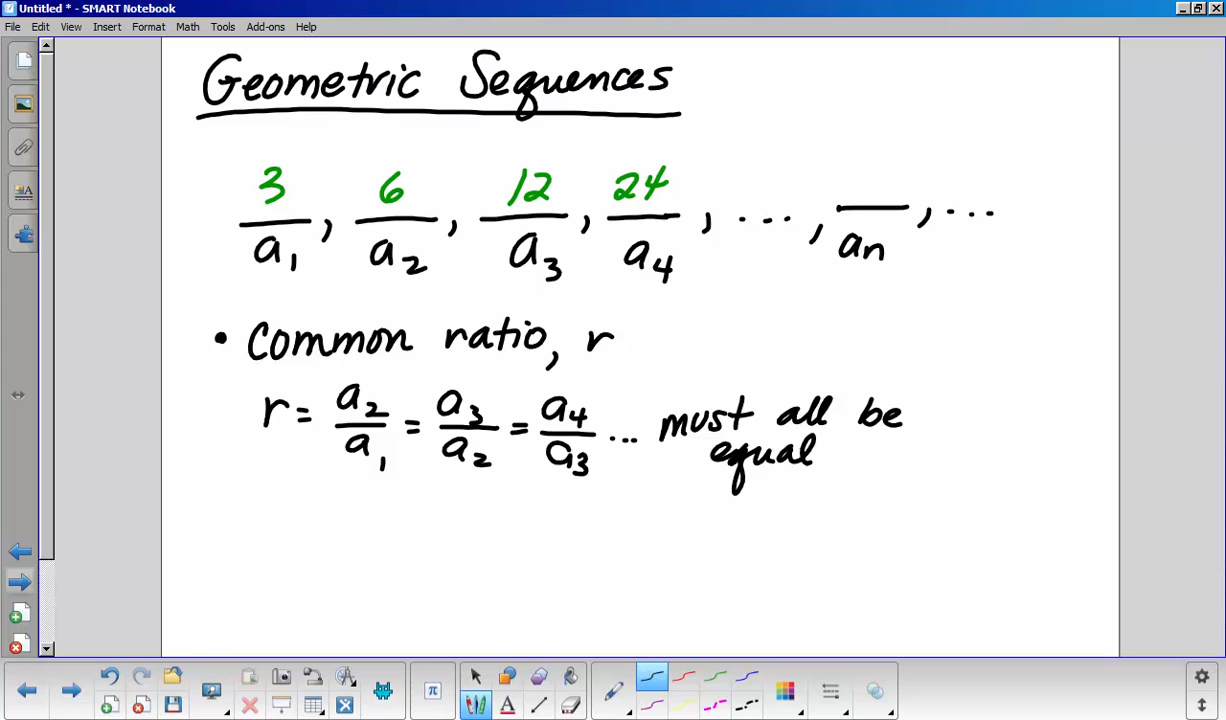 Untitled * - SMART Notebook
File Edit View Insert Format Math Tools Add-ons Help
Geometric Sequences
3 6 12 24
a₁ , a₂ , a₃ , a₄ , ... , aₙ , ...
• Common ratio, r
r = a₂/a₁ = a₃/a₂ = a₄/a₃ ... must all be
equal
π A